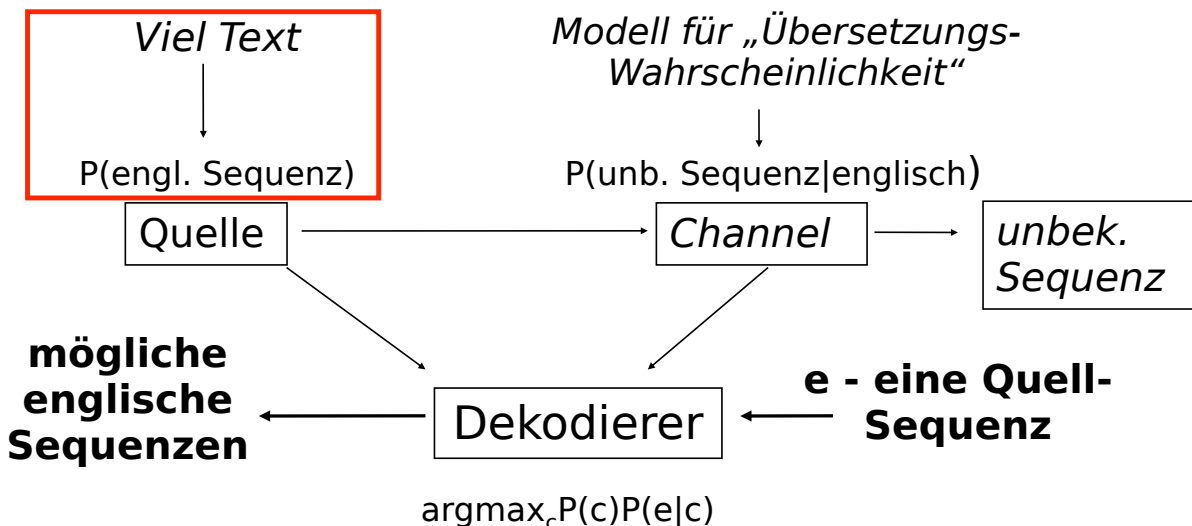 Viel Text
Modell für „Übersetzungs-
Wahrscheinlichkeit“
P(engl. Sequenz)
P(unb. Sequenz|englisch)
Quelle
Channel
unbek.
Sequenz
mögliche
englische
Sequenzen
Dekodierer
e - eine Quell-
Sequenz
argmaxcP(c)P(e|c)